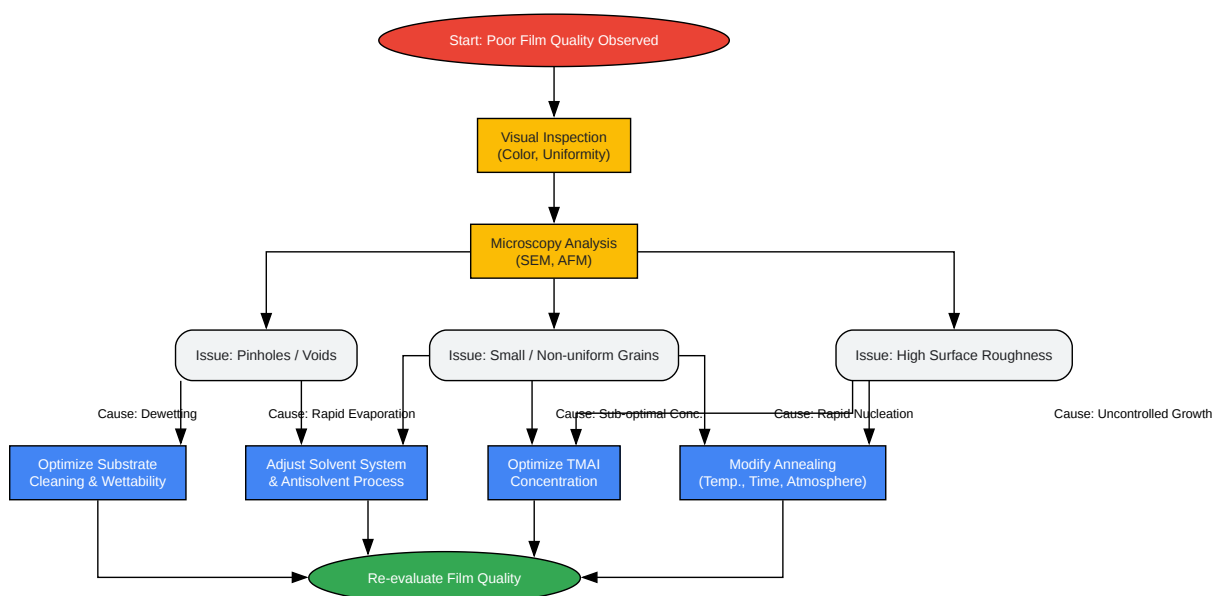 Start: Poor Film Quality Observed
Visual Inspection
(Color, Uniformity)
Microscopy Analysis
(SEM, AFM)
Issue: Pinholes / Voids
Issue: Small / Non-uniform Grains
Issue: High Surface Roughness
Cause: Dewetting
Cause: Rapid Evaporation
Cause: Sub-optimal Conc.
Cause: Rapid Nucleation
Cause: Uncontrolled Growth
Optimize Substrate
Cleaning & Wettability
Adjust Solvent System
& Antisolvent Process
Optimize TMAI
Concentration
Modify Annealing
(Temp., Time, Atmosphere)
Re-evaluate Film Quality